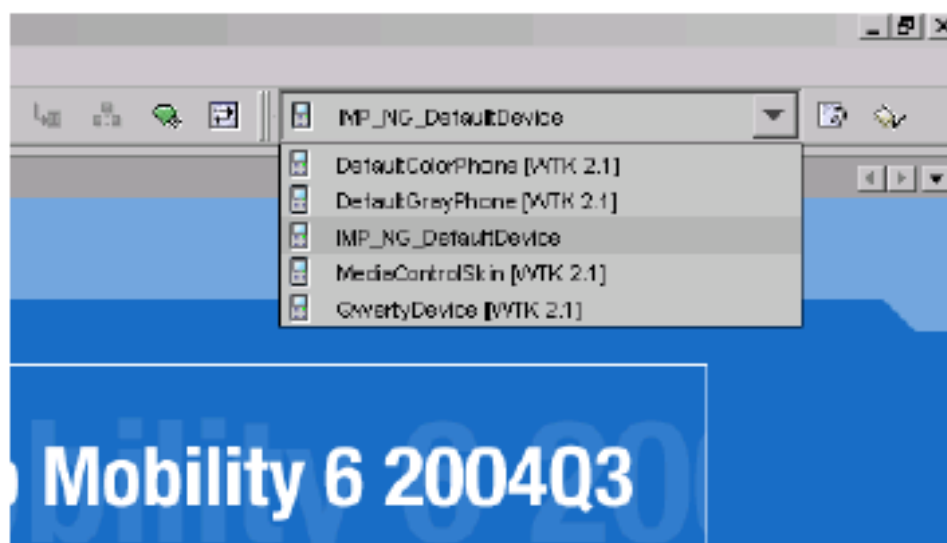 IMP_NG_DefaultDevice
DefaultColorPhone [WTK 2.1]
DefaultGrayPhone [WTK 2.1]
IMP_NG_DefaultDevice
MediaControlSkin [WTK 2.1]
QwertyDevice [WTK 2.1]
Mobility 6 2004Q3